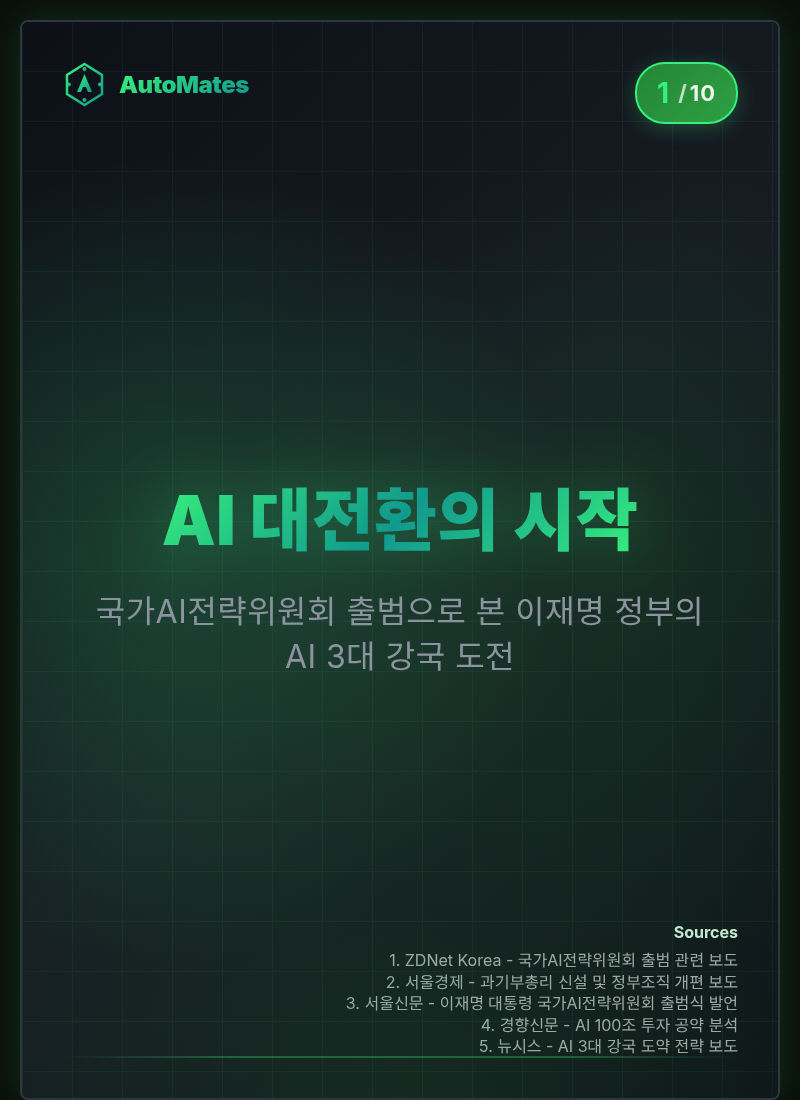 AutoMates
1 / 10
AI 대전환의 시작
국가AI전략위원회 출범으로 본 이재명 정부의
AI 3대 강국 도전
Sources
1. ZDNet Korea - 국가AI전략위원회 출범 관련 보도
2. 서울경제 - 과기부총리 신설 및 정부조직 개편 보도
3. 서울신문 - 이재명 대통령 국가AI전략위원회 출범식 발언
4. 경향신문 - AI 100조 투자 공약 분석
5. 뉴시스 - AI 3대 강국 도약 전략 보도